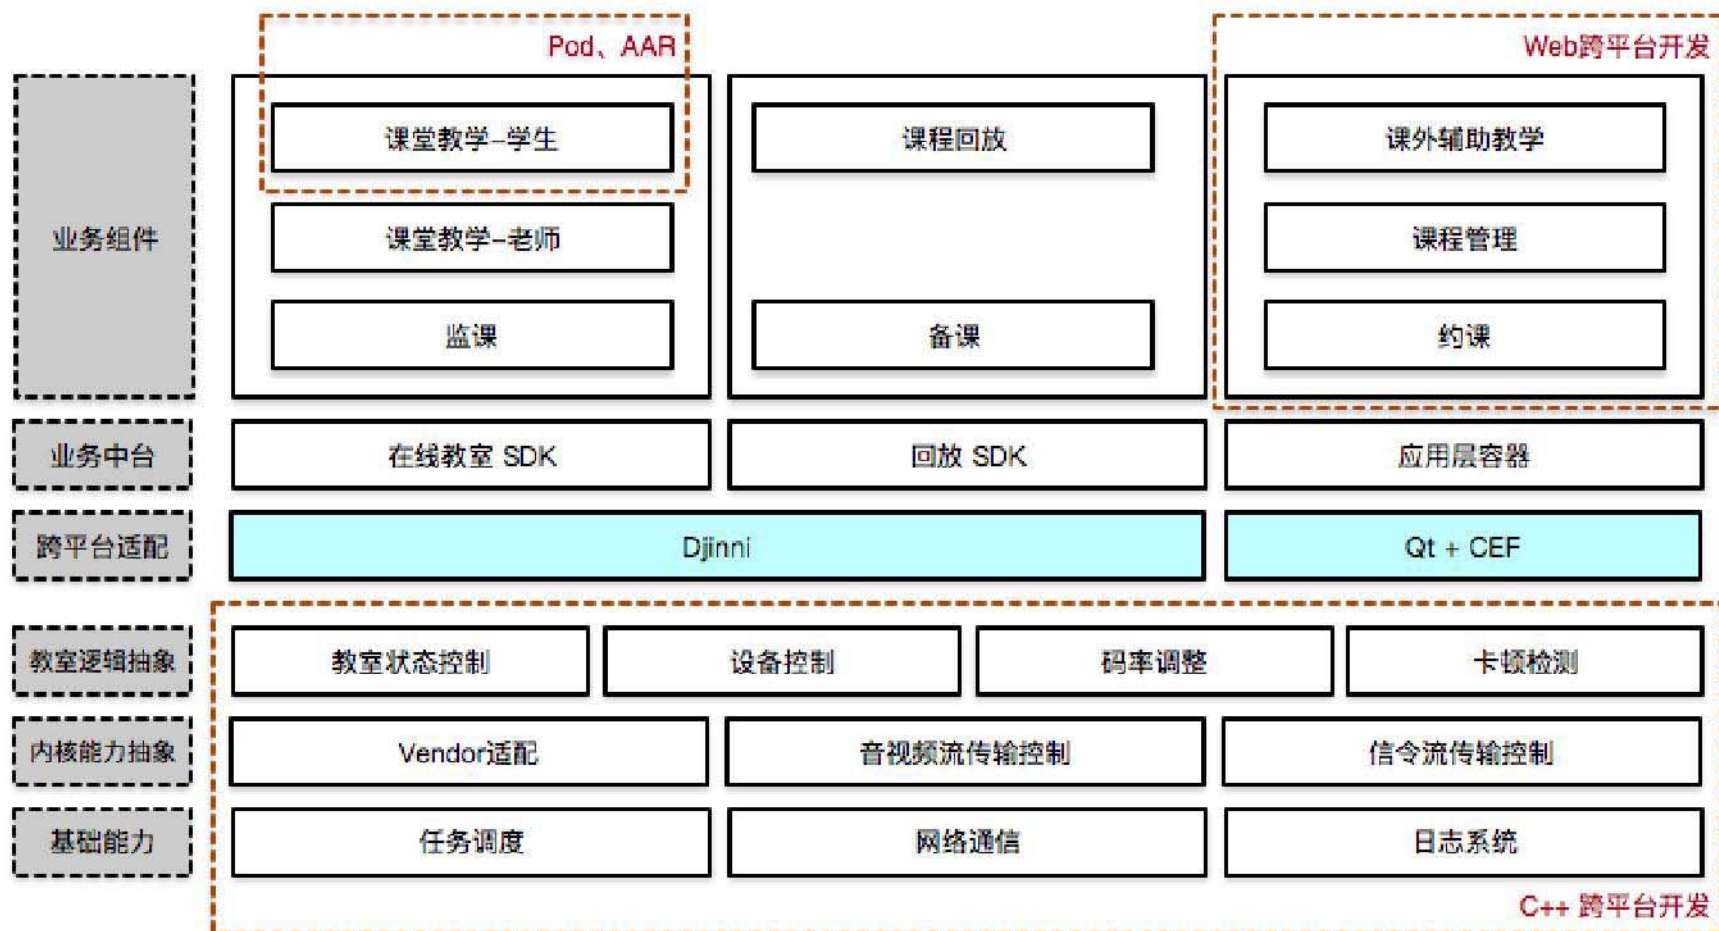 Pod、AAR
Web跨平台开发
业务组件
课堂教学-学生
课程回放
课外辅助教学
课堂教学-老师
课程管理
监课
备课
约课
业务中台
在线教室 SDK
回放 SDK
应用层容器
跨平台适配
Djinni
Qt + CEF
教室逻辑抽象
教室状态控制
设备控制
码率调整
卡顿检测
内核能力抽象
Vendor适配
音视频流传输控制
信令流传输控制
基础能力
任务调度
网络通信
日志系统
C++ 跨平台开发